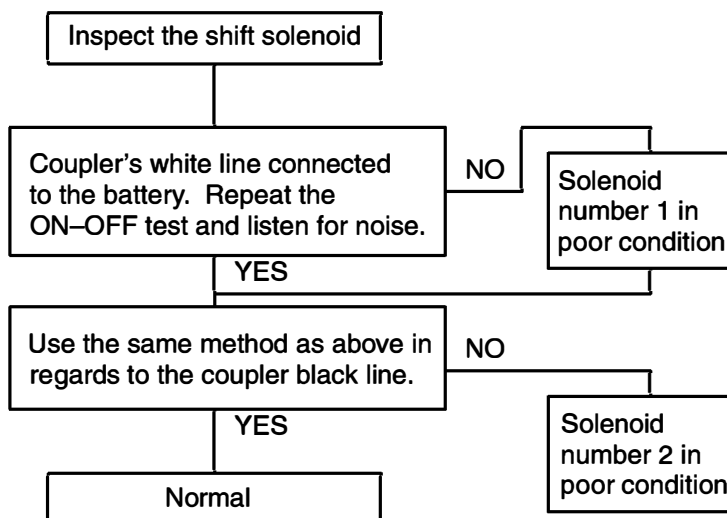 Inspect the shift solenoid
Coupler's white line connected
to the battery. Repeat the
ON–OFF test and listen for noise.
NO
Solenoid
number 1 in
poor condition
YES
Use the same method as above in
regards to the coupler black line.
NO
YES
Solenoid
number 2 in
poor condition
Normal